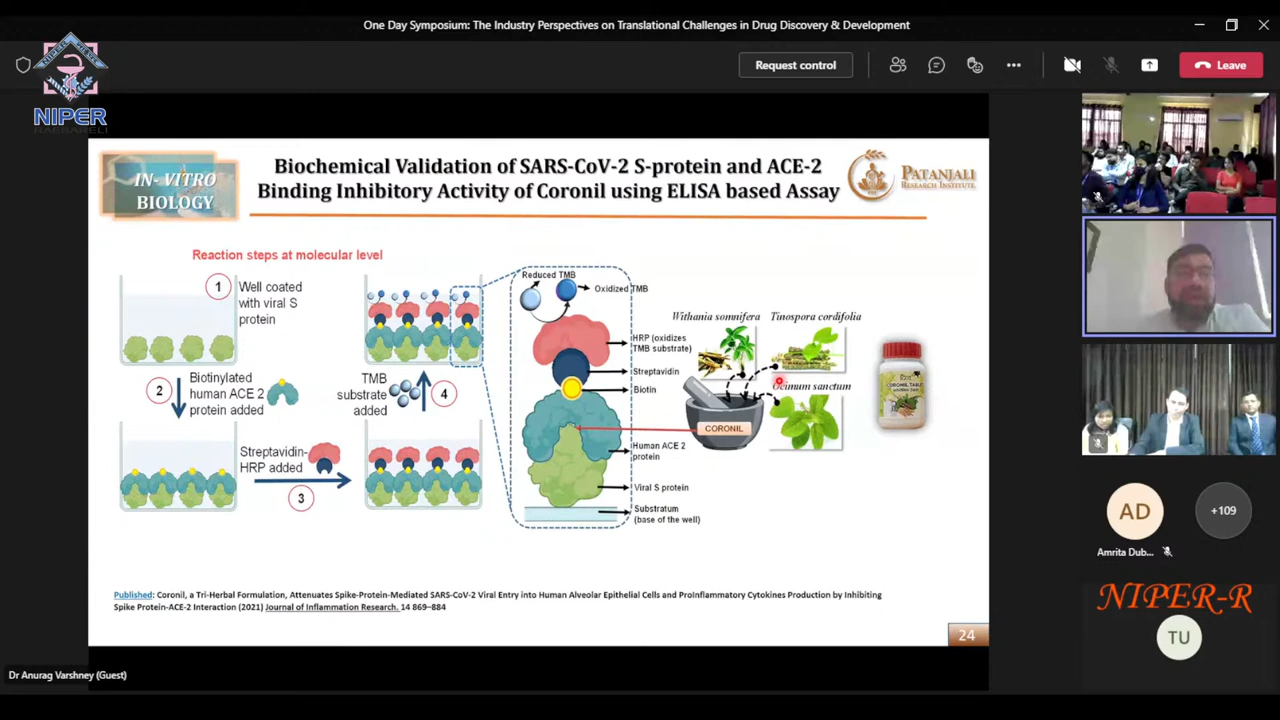 One Day Symposium: The Industry Perspectives on Translational Challenges in Drug Discovery & Development
Request control
Leave
NIPER
RAEBARELI
IN- VITRO
BIOLOGY
Biochemical Validation of SARS-CoV-2 S-protein and ACE-2
Binding Inhibitory Activity of Coronil using ELISA based Assay
PATANJALI
RESEARCH INSTITUTE
Reaction steps at molecular level
1
Well coated
with viral S
protein
2
Biotinylated
human ACE 2
protein added
Streptavidin-
HRP added
3
TMB
substrate
added
4
Reduced TMB
Oxidized TMB
HRP (oxidizes
TMB substrate)
Streptavidin
Biotin
Human ACE 2
protein
Viral S protein
Substratum
(base of the well)
Withania somnifera
Tinospora cordifolia
Ocinum sanctum
CORONIL
Published: Coronil, a Tri-Herbal Formulation, Attenuates Spike-Protein-Mediated SARS-CoV-2 Viral Entry into Human Alveolar Epithelial Cells and ProInflammatory Cytokines Production by Inhibiting
Spike Protein-ACE-2 Interaction (2021) Journal of Inflammation Research. 14 869–884
24
AD
+109
Amrita Dub...
NIPER-R
TU
Dr Anurag Varshney (Guest)